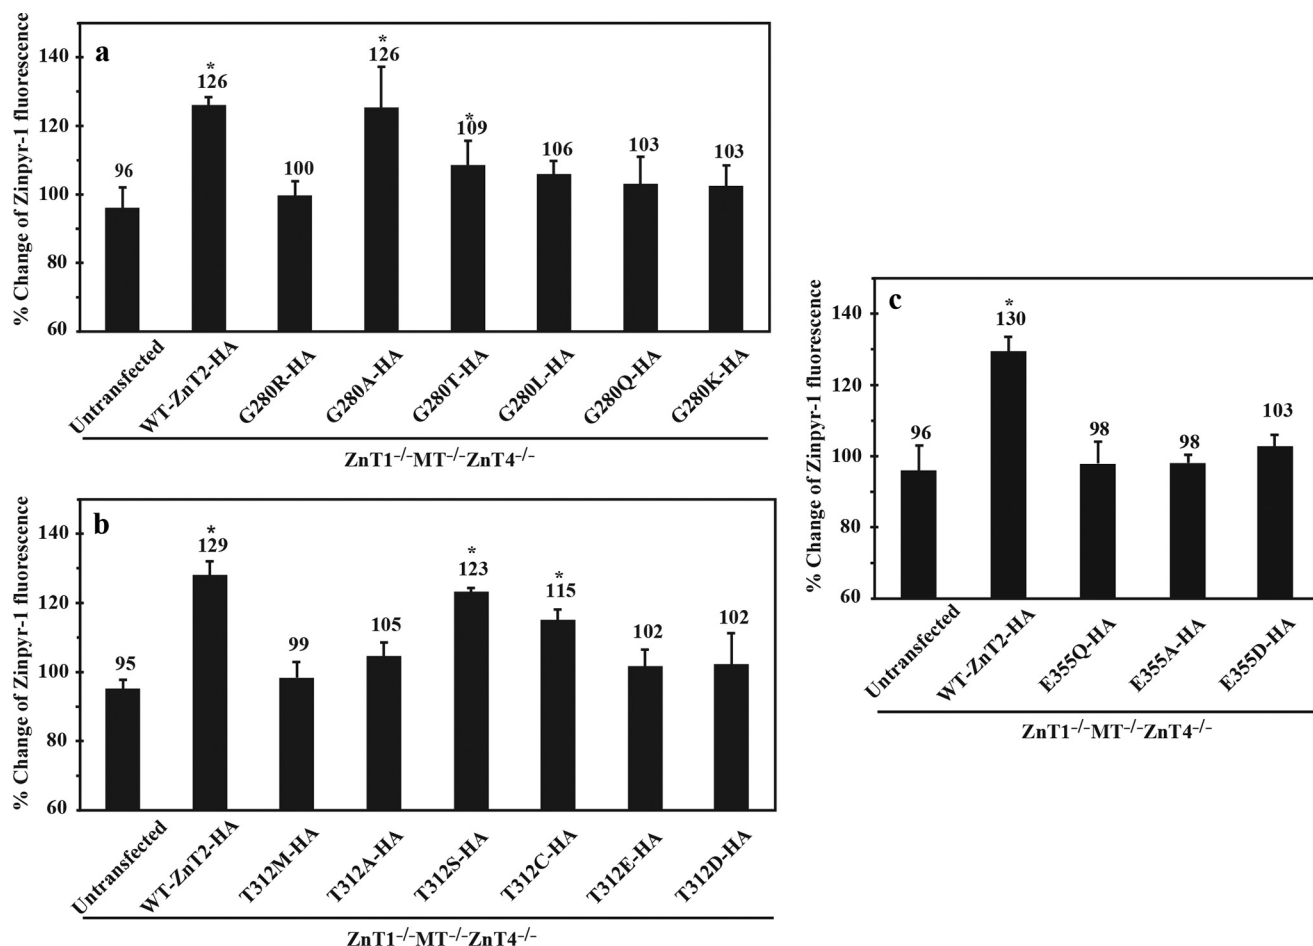 a
% Change of Zinpyr-1 fluorescence
140
120
100
80
60
96
*
126
100
*
126
*
109
106
103
103
Untransfected
WT-ZnT2-HA
G280R-HA
G280A-HA
G280T-HA
G280L-HA
G280Q-HA
G280K-HA
ZnT1⁻/⁻MT⁻/⁻ZnT4⁻/⁻
b
% Change of Zinpyr-1 fluorescence
140
120
100
80
60
95
*
129
99
105
*
123
*
115
102
102
Untransfected
WT-ZnT2-HA
T312M-HA
T312A-HA
T312S-HA
T312C-HA
T312E-HA
T312D-HA
ZnT1⁻/⁻MT⁻/⁻ZnT4⁻/⁻
c
% Change of Zinpyr-1 fluorescence
140
120
100
80
60
96
*
130
98
98
103
Untransfected
WT-ZnT2-HA
E355Q-HA
E355A-HA
E355D-HA
ZnT1⁻/⁻MT⁻/⁻ZnT4⁻/⁻